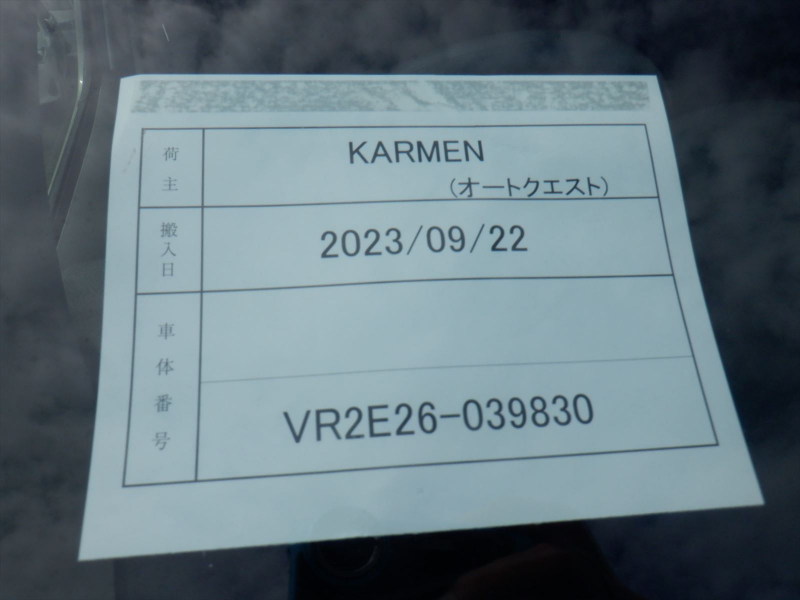 荷主
KARMEN
(オートクエスト)
搬入日
2023/09/22
車体番号
VR2E26-039830